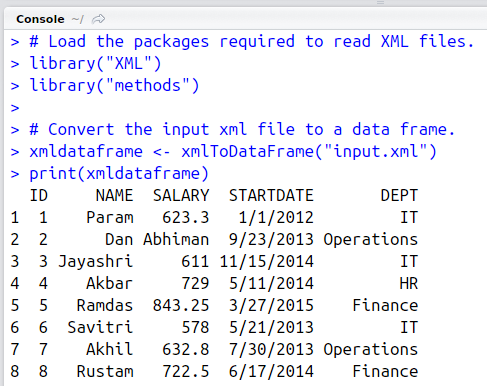 Console ~/
> # Load the packages required to read XML files.
> library("XML")
> library("methods")
>
> # Convert the input xml file to a data frame.
> xmldataframe <- xmlToDataFrame("input.xml")
> print(xmldataframe)
  ID     NAME  SALARY  STARTDATE       DEPT
1  1    Param   623.3   1/1/2012         IT
2  2      Dan Abhiman  9/23/2013 Operations
3  3 Jayashri     611 11/15/2014         IT
4  4    Akbar     729  5/11/2014         HR
5  5   Ramdas  843.25  3/27/2015    Finance
6  6  Savitri     578  5/21/2013         IT
7  7    Akhil   632.8  7/30/2013 Operations
8  8   Rustam   722.5  6/17/2014    Finance